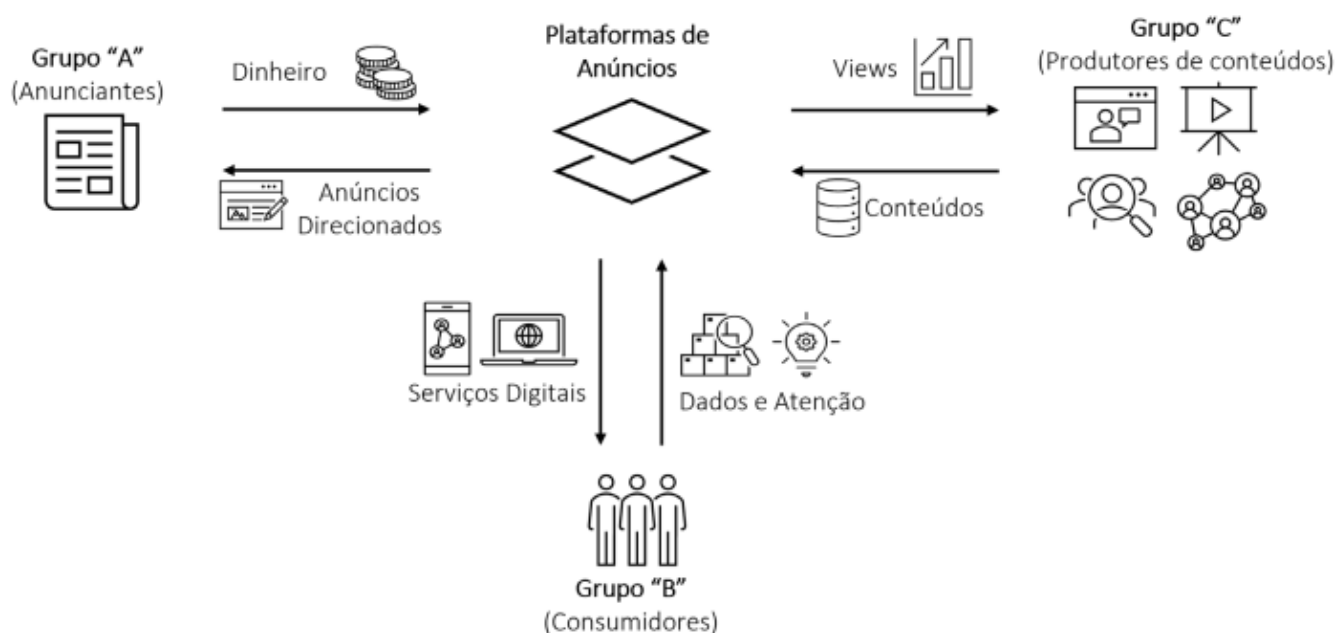 Grupo “A”
(Anunciantes)
Dinheiro
Anúncios
Direcionados
Plataformas de
Anúncios
Views
Conteúdos
Grupo “C”
(Produtores de conteúdos)
Serviços Digitais
Dados e Atenção
Grupo “B”
(Consumidores)